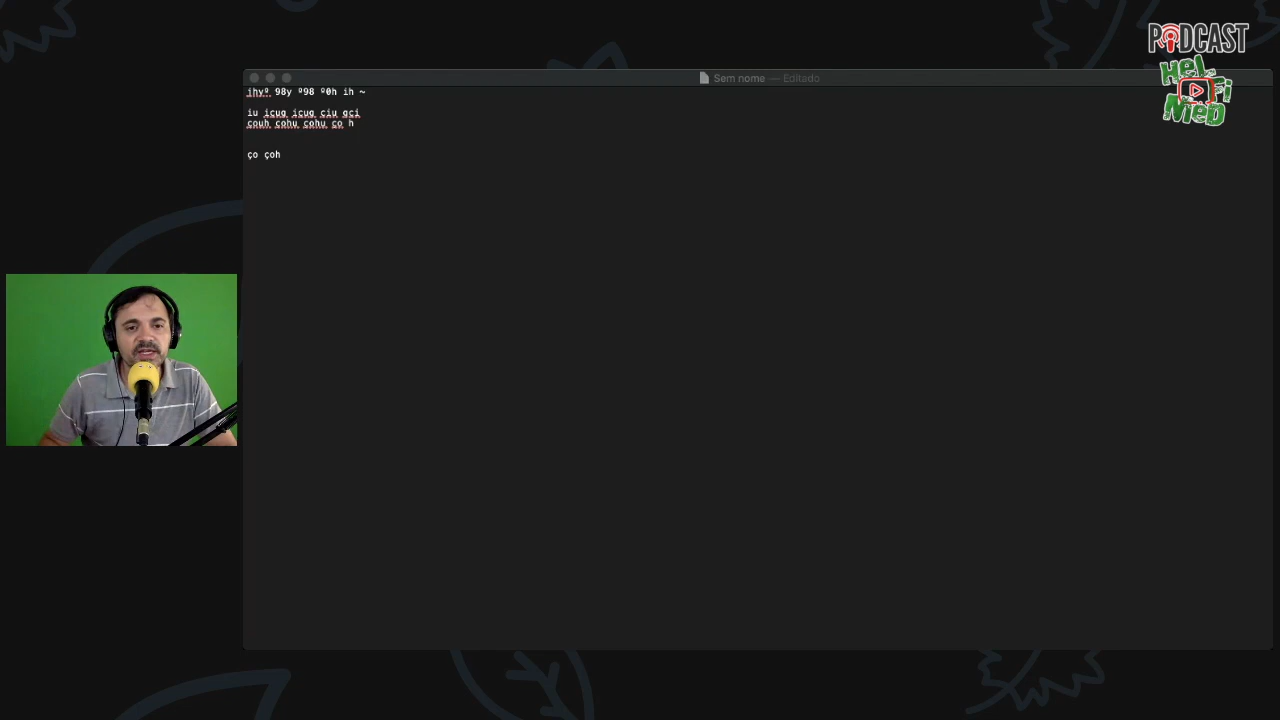 PODCAST
Hel
Fi
MED
Sem nome — Editado
ihyº 98y º98 º0h ih ~
iu icug icug ciu gci
couh cohu cohu co h
ço çoh